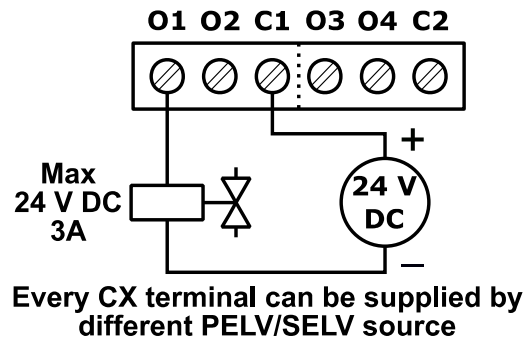 O1 O2 C1 O3 O4 C2
Max
24 V DC
3A
+
24 V
DC
–
Every CX terminal can be supplied by
different PELV/SELV source